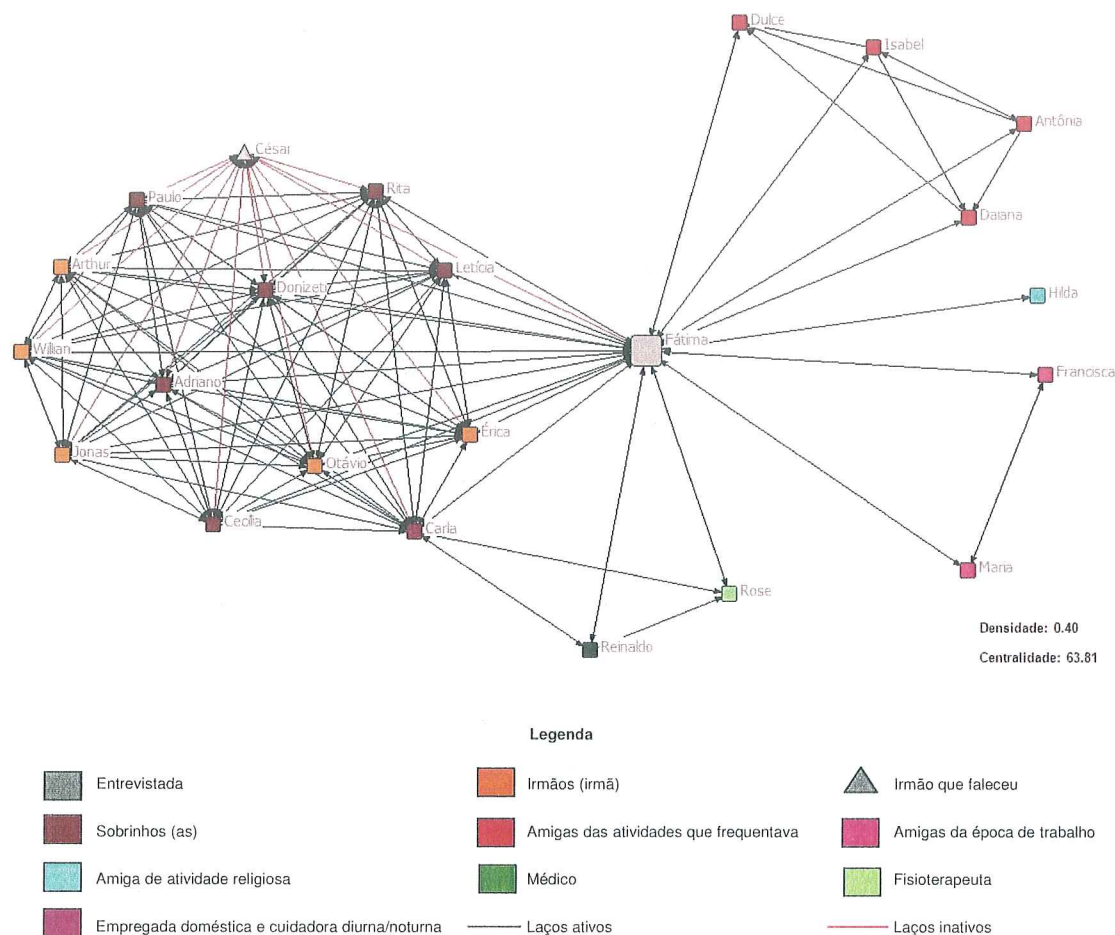 Dulce
Isabel
Antônia
César
Paulo
Rita
Daiana
Arthur
Letícia
Donizeti
Hilda
Wilian
Fátima
Adriano
Francisca
Érica
Jonas
Otávio
Cecília
Carla
Maria
Rose
Reinaldo
Densidade: 0.40
Centralidade: 63.81
Legenda
Entrevistada
Irmãos (irmã)
Irmão que faleceu
Sobrinhos (as)
Amigas das atividades que frequentava
Amigas da época de trabalho
Amiga de atividade religiosa
Médico
Fisioterapeuta
Empregada doméstica e cuidadora diurna/noturna
Laços ativos
Laços inativos